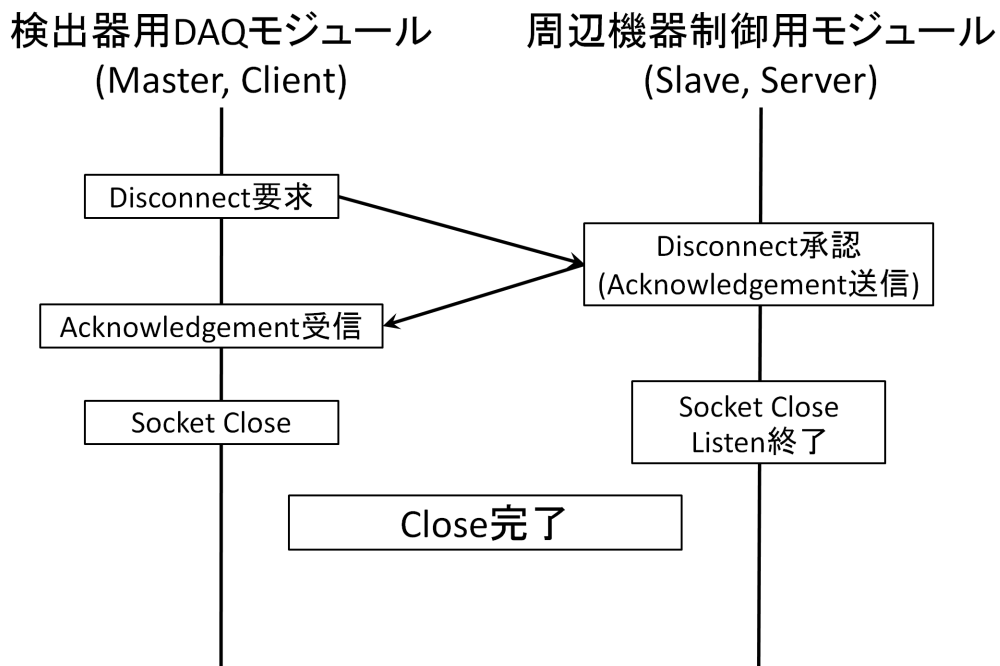 検出器用DAQモジュール
(Master, Client)
周辺機器制御用モジュール
(Slave, Server)
Disconnect要求
Disconnect承認
(Acknowledgement送信)
Acknowledgement受信
Socket Close
Socket Close
Listen終了
Close完了